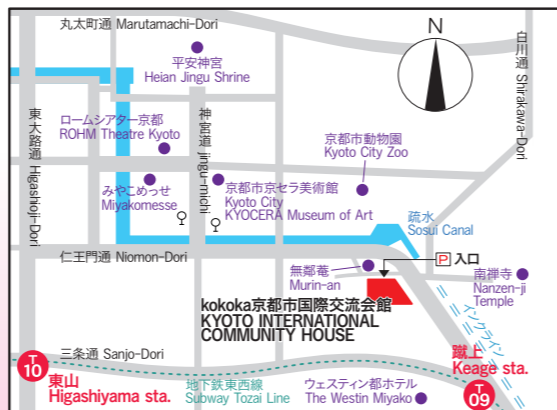 丸太町通 Marutamachi-Dori
N
白川通 Shirakawa-Dori
平安神宮
Heian Jingu Shrine
東大路通 Higashioji-Dori
ロームシアター京都
ROHM Theatre Kyoto
神宮道 jingu-michi
京都市動物園
Kyoto City Zoo
みやこめっせ
Miyakomesse
京都市京セラ美術館
Kyoto City
KYOCERA Museum of Art
疏水
Sosui Canal
仁王門通 Niomon-Dori
P 入口
無鄰菴
Murin-an
南禅寺
Nanzen-ji
Temple
kokoka京都市国際交流会館
KYOTO INTERNATIONAL
COMMUNITY HOUSE
インクライン
三条通 Sanjo-Dori
T
10
東山
Higashiyama sta.
地下鉄東西線
Subway Tozai Line
ウェスティン都ホテル
The Westin Miyako
蹴上
Keage sta.
T
09